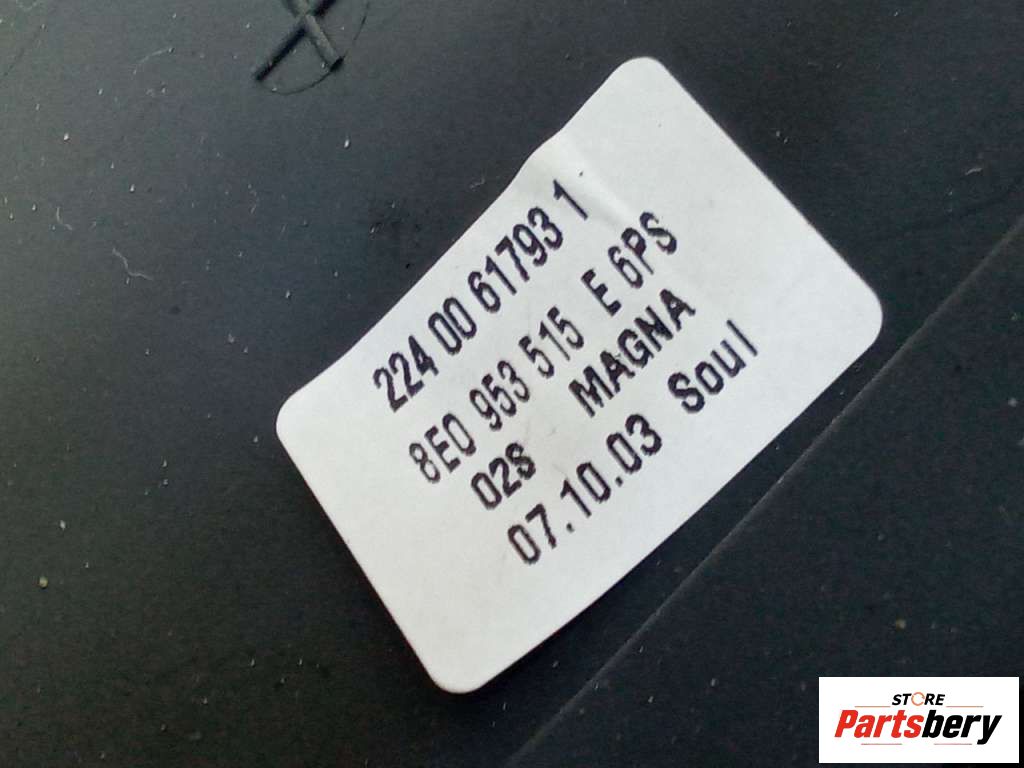 224 00 61793 1
8E0 953 515 E 6PS
02S MAGNA
07.10.03 Soul
STORE
Partsbery